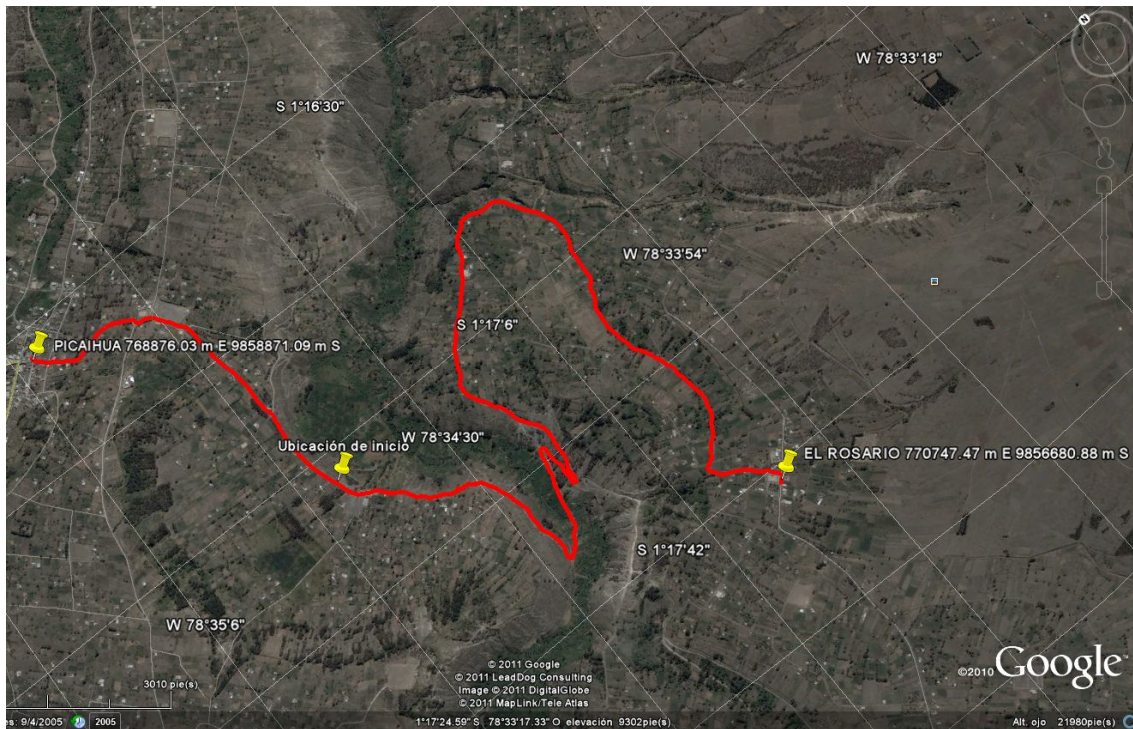 W 78°33'18"
S 1°16'30"
W 78°33'54"
S 1°17'6"
PICAIHUA 768876.03 m E 9858871.09 m S
W 78°34'30"
Ubicación de inicio
EL ROSARIO 770747.47 m E 9856680.88 m S
S 1°17'42"
W 78°35'6"
© 2011 Google
© 2011 LeadDog Consulting
Image © 2011 DigitalGlobe
© 2011 MapLink/Tele Atlas
©2010 Google
3010 pie(s)
es: 9/4/2005 2005
1°17'24.59" S 78°33'17.33" O elevación 9302pie(s)
Alt. ojo 21980pie(s)
N